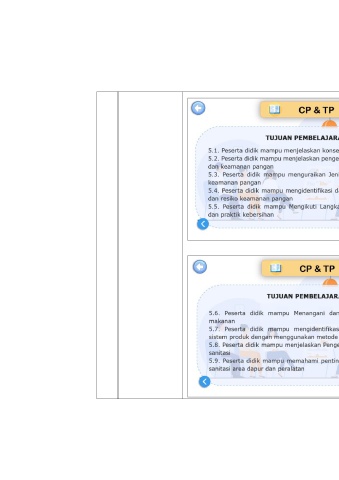 CP & TP
TUJUAN PEMBELAJARA
5.1. Peserta didik mampu menjelaskan konse
5.2. Peserta didik mampu menjelaskan penge
dan keamanan pangan
5.3. Peserta didik mampu menguraikan Jen
keamanan pangan
5.4. Peserta didik mampu mengidentifikasi d
dan resiko keamanan pangan
5.5. Peserta didik mampu Mengikuti Langka
dan praktik kebersihan
CP & TP
TUJUAN PEMBELAJARA
5.6. Peserta didik mampu Menangani dan
makanan
5.7. Peserta didik mampu mengidentifikas
sistem produk dengan menggunakan metode
5.8. Peserta didik mampu menjelaskan Penge
sanitasi
5.9. Peserta didik mampu memahami pentin
sanitasi area dapur dan peralatan